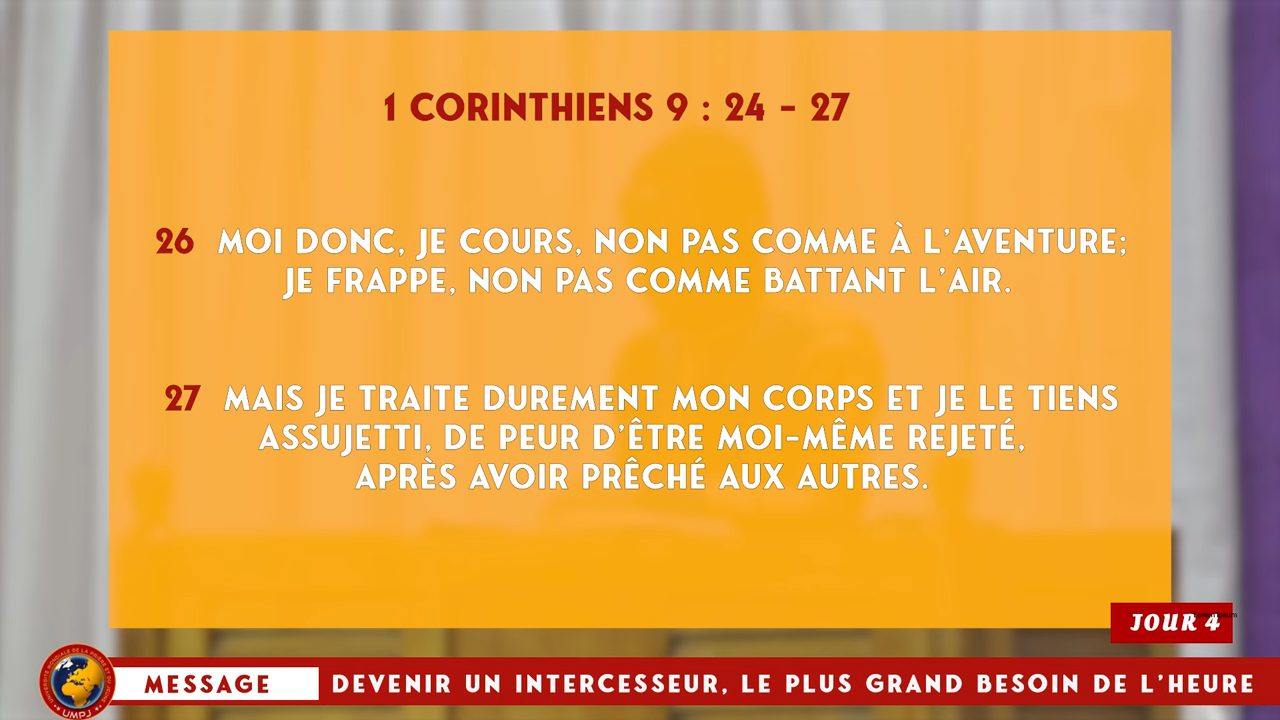 1 CORINTHIENS 9 : 24 - 27
26 MOI DONC, JE COURS, NON PAS COMME À L'AVENTURE;
JE FRAPPE, NON PAS COMME BATTANT L'AIR.
27 MAIS JE TRAITE DUREMENT MON CORPS ET JE LE TIENS
ASSUJETTI, DE PEUR D'ÊTRE MOI-MÊME REJETÉ,
APRÈS AVOIR PRÊCHÉ AUX AUTRES.
JOUR 4
MESSAGE
DEVENIR UN INTERCESSEUR, LE PLUS GRAND BESOIN DE L'HEURE
UMPJ